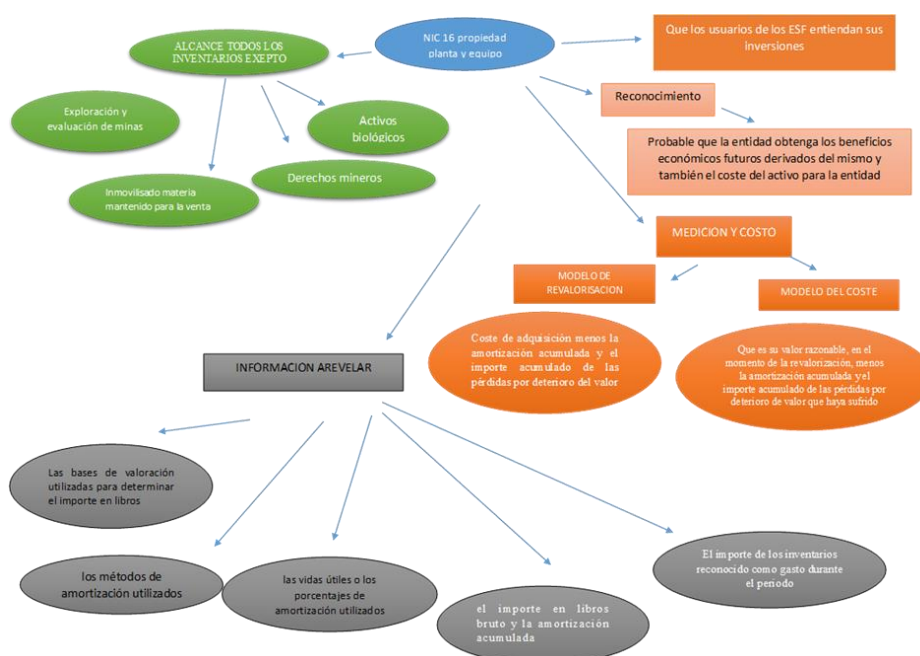 ALCANCE TODOS LOS
INVENTARIOS EXEPTO
NIC 16 propiedad
planta y equipo
Que los usuarios de los ESF entiendan sus
inversiones
Exploración y
evaluación de minas
Activos
biológicos
Inmovilisado materia
mantenido para la venta
Derechos mineros
Reconocimiento
Probable que la entidad obtenga los beneficios
económicos futuros derivados del mismo y
también el coste del activo para la entidad
MEDICION Y COSTO
MODELO DE
REVALORISACION
MODELO DEL COSTE
Coste de adquisición menos la
amortización acumulada y el
importe acumulado de las
pérdidas por deterioro del valor
Que es su valor razonable, en el
momento de la revalorización, menos
la amortización acumulada y el
importe acumulado de las pérdidas por
deterioro de valor que haya sufrido
INFORMACION AREVELAR
Las bases de valoración
utilizadas para determinar
el importe en libros
los métodos de
amortización utilizados
las vidas útiles o los
porcentajes de
amortización utilizados
el importe en libros
bruto y la amortización
acumulada
El importe de los inventarios
reconocido como gasto durante
el periodo